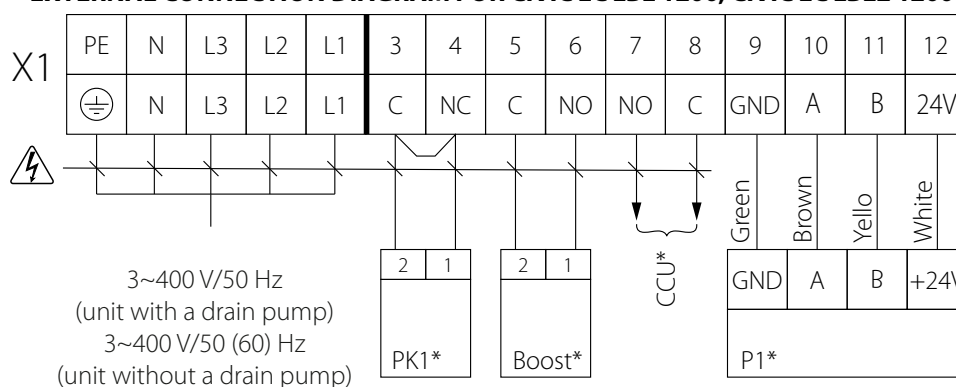 X1
PE N L3 L2 L1 3 4 5 6 7 8 9 10 11 12
N L3 L2 L1 C NC C NO NO C GND A B 24V
Green Brown Yello White
2 1 2 1 GND A B +24V
CCU*
3~400 V/50 Hz
(unit with a drain pump)
3~400 V/50 (60) Hz
(unit without a drain pump)
PK1* Boost* P1*